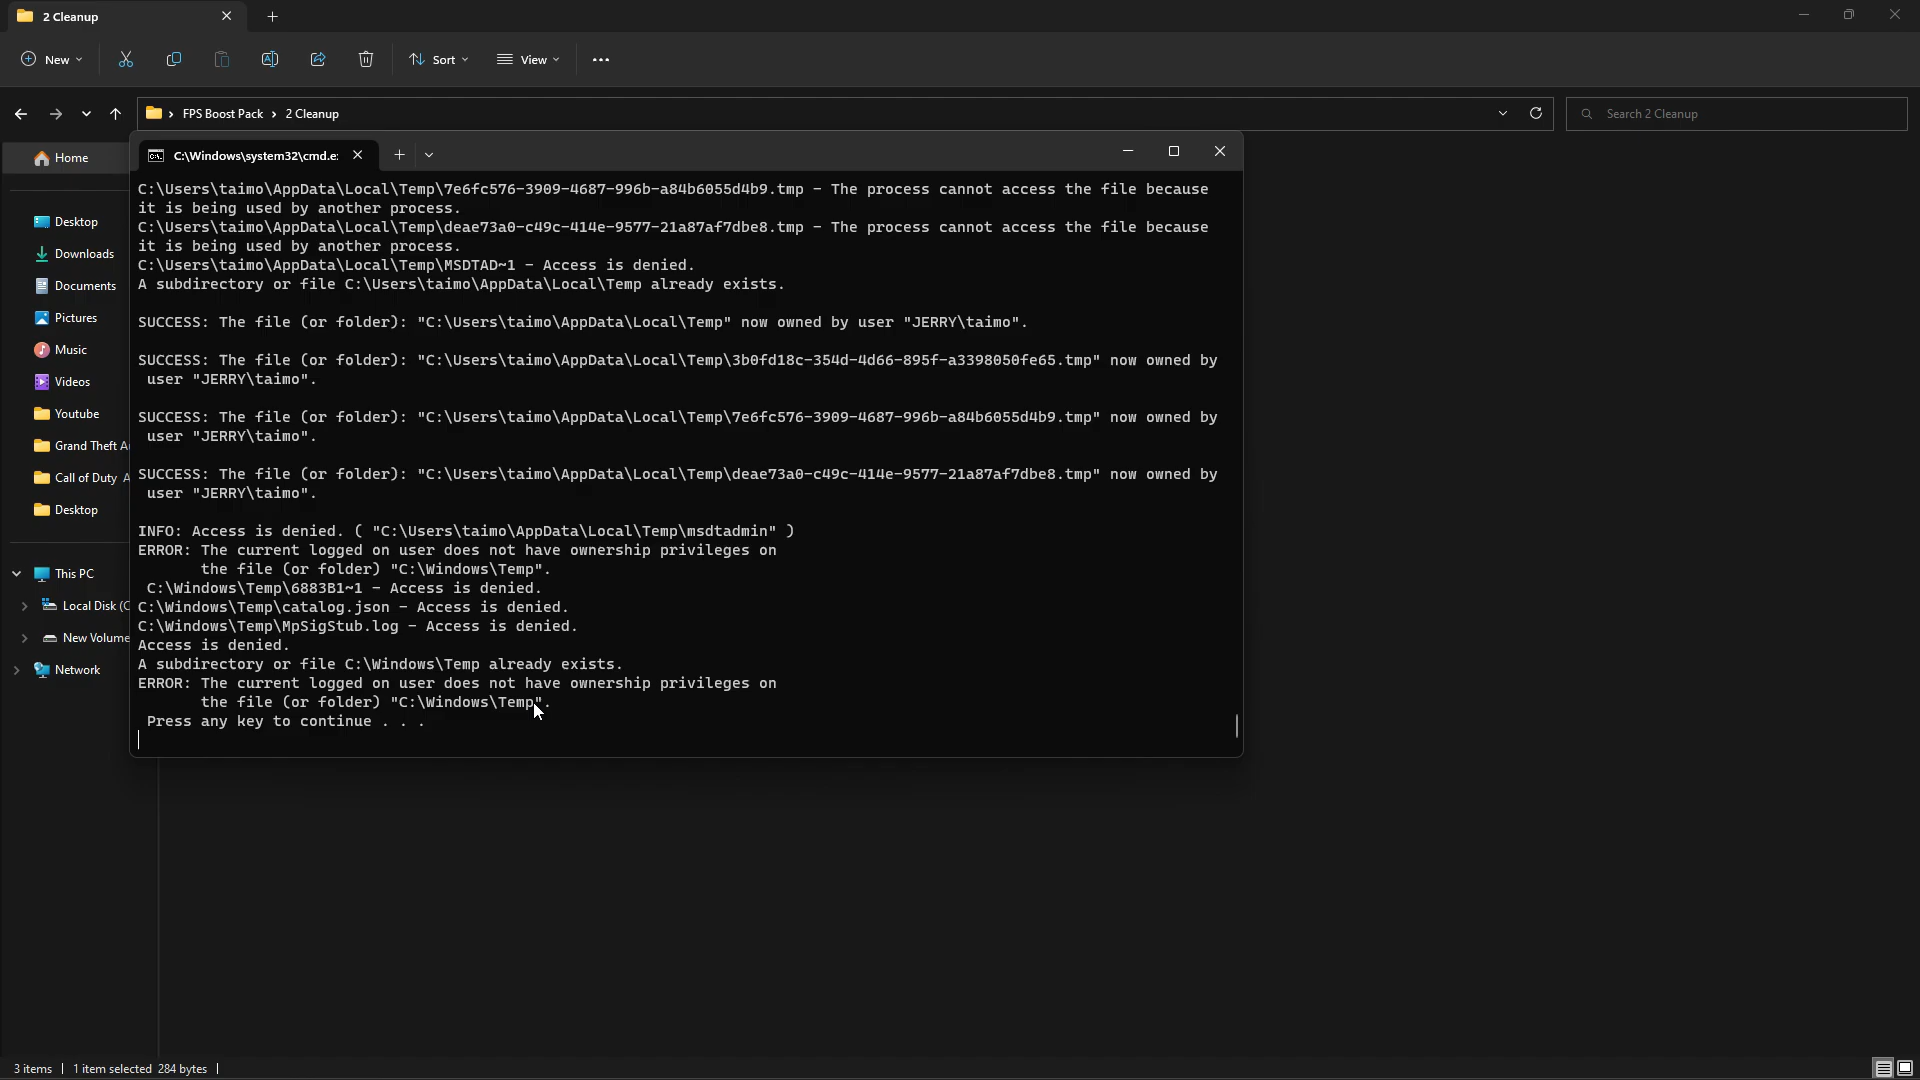 2 Cleanup
New
Sort
View
FPS Boost Pack > 2 Cleanup
Search 2 Cleanup
Home
Desktop
Downloads
Documents
Pictures
Music
Videos
Youtube
Grand Theft A
Call of Duty A
Desktop
This PC
Local Disk (C
New Volume
Network
C:\Windows\system32\cmd.e:
C:\Users\taimo\AppData\Local\Temp\7e6fc576-3909-4687-996b-a84b6055d4b9.tmp - The process cannot access the file because
it is being used by another process.
C:\Users\taimo\AppData\Local\Temp\deae73a0-c49c-414e-9577-21a87af7dbe8.tmp - The process cannot access the file because
it is being used by another process.
C:\Users\taimo\AppData\Local\Temp\MSDTAD~1 - Access is denied.
A subdirectory or file C:\Users\taimo\AppData\Local\Temp already exists.
SUCCESS: The file (or folder): "C:\Users\taimo\AppData\Local\Temp" now owned by user "JERRY\taimo".
SUCCESS: The file (or folder): "C:\Users\taimo\AppData\Local\Temp\3b0fd18c-354d-4d66-895f-a3398050fe65.tmp" now owned by
user "JERRY\taimo".
SUCCESS: The file (or folder): "C:\Users\taimo\AppData\Local\Temp\7e6fc576-3909-4687-996b-a84b6055d4b9.tmp" now owned by
user "JERRY\taimo".
SUCCESS: The file (or folder): "C:\Users\taimo\AppData\Local\Temp\deae73a0-c49c-414e-9577-21a87af7dbe8.tmp" now owned by
user "JERRY\taimo".
INFO: Access is denied. ( "C:\Users\taimo\AppData\Local\Temp\msdtadmin" )
ERROR: The current logged on user does not have ownership privileges on
the file (or folder) "C:\Windows\Temp".
C:\Windows\Temp\6883B1~1 - Access is denied.
C:\Windows\Temp\catalog.json - Access is denied.
C:\Windows\Temp\MpSigStub.log - Access is denied.
Access is denied.
A subdirectory or file C:\Windows\Temp already exists.
ERROR: The current logged on user does not have ownership privileges on
the file (or folder) "C:\Windows\Temp".
Press any key to continue . . .
3 items | 1 item selected 284 bytes |